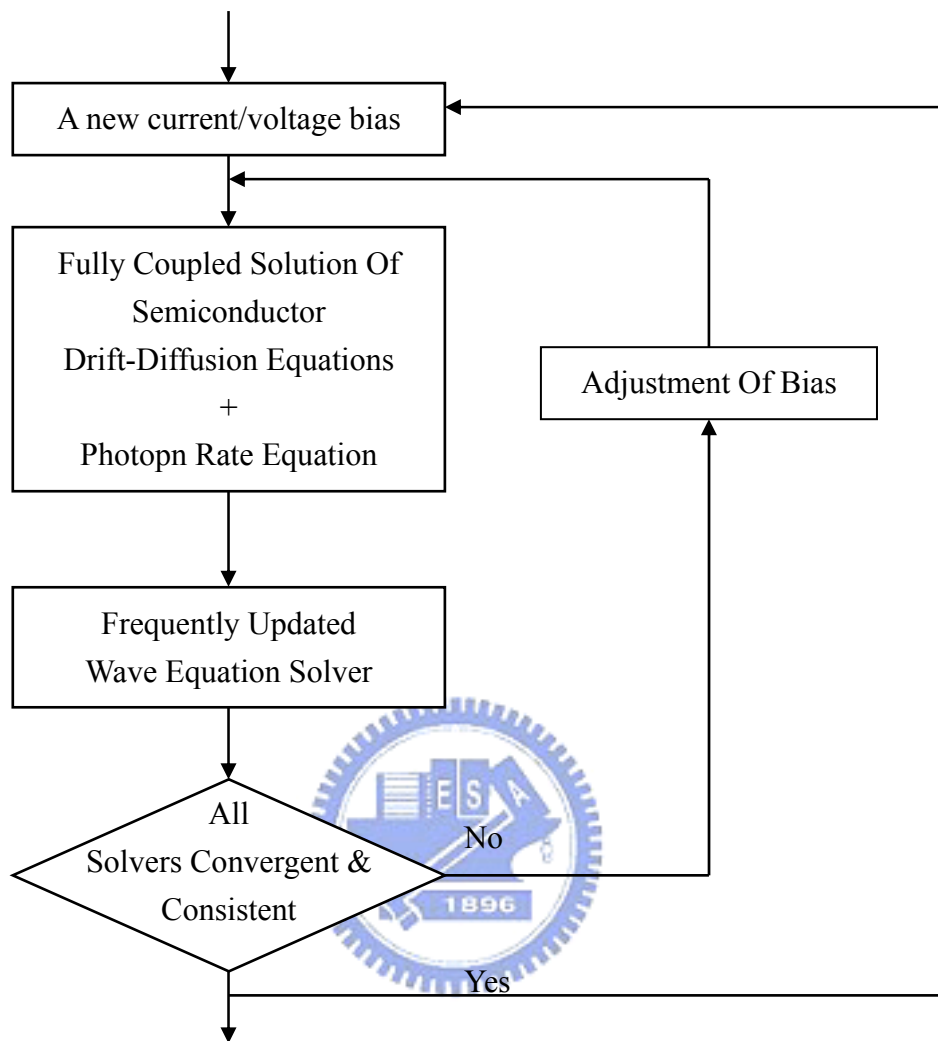 A new current/voltage bias
Fully Coupled Solution Of
Semiconductor
Drift-Diffusion Equations
+
Photopn Rate Equation
Adjustment Of Bias
Frequently Updated
Wave Equation Solver
All
Solvers Convergent &
Consistent
No
Yes
E S A
1896